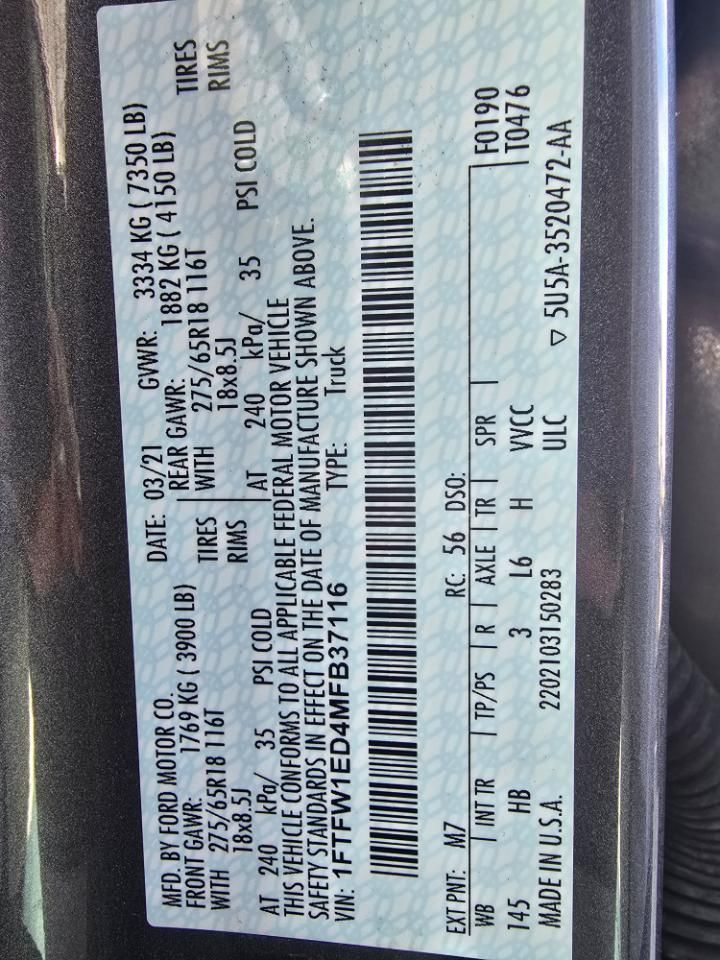 MFD. BY FORD MOTOR CO. DATE: 03/21 GVWR: 3334 KG ( 7350 LB)
FRONT GAWR: 1769 KG ( 3900 LB) REAR GAWR: 1882 KG ( 4150 LB)
WITH 275/65R18 116T TIRES WITH 275/65R18 116T TIRES
18x8.5J RIMS 18x8.5J RIMS
AT 240 kPa/ 35 PSI COLD AT 240 kPa/ 35 PSI COLD
THIS VEHICLE CONFORMS TO ALL APPLICABLE FEDERAL MOTOR VEHICLE
SAFETY STANDARDS IN EFFECT ON THE DATE OF MANUFACTURE SHOWN ABOVE.
VIN: 1FTFW1ED4MFB37116 TYPE: Truck
EXT PNT: M7 RC: 56 DSO:
WB INT TR TP/PS R AXLE TR SPR F0190
145 HB 3 L6 H VVCC T0476
MADE IN U.S.A. 2202103150283 ULC ▽ 5U5A-3520472-AA